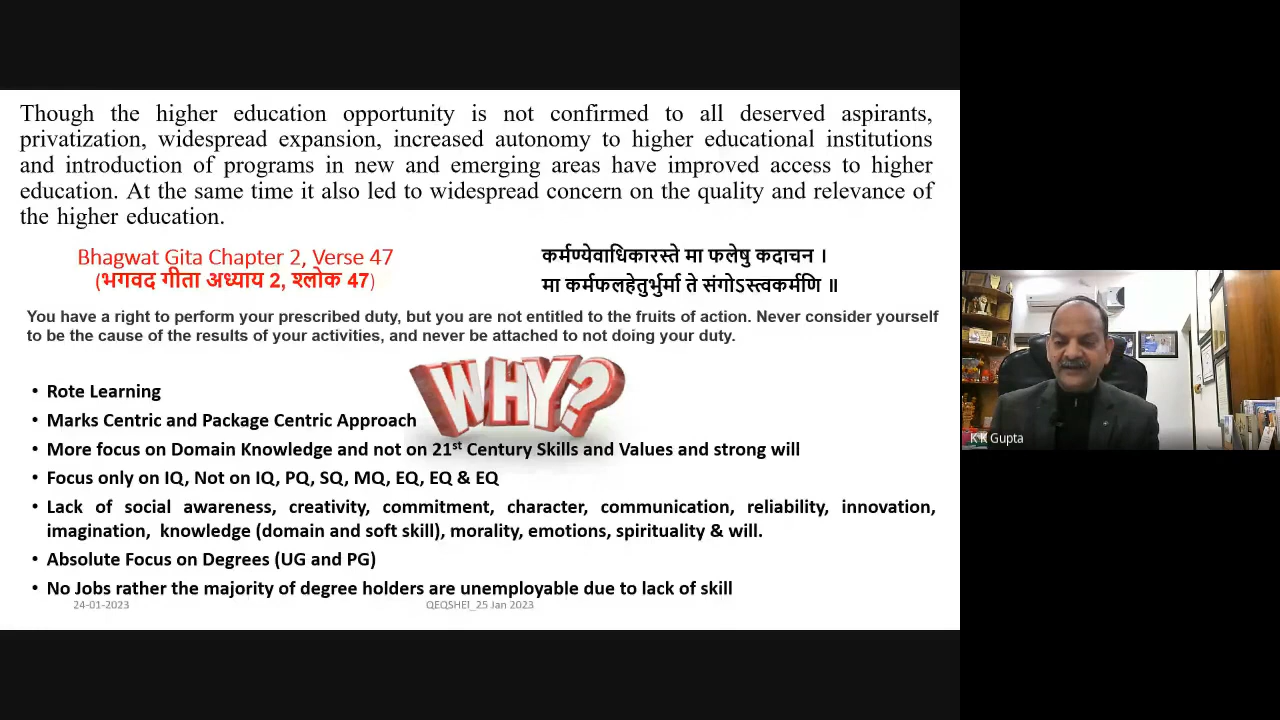 Though the higher education opportunity is not confirmed to all deserved aspirants,
privatization, widespread expansion, increased autonomy to higher educational institutions
and introduction of programs in new and emerging areas have improved access to higher
education. At the same time it also led to widespread concern on the quality and relevance of
the higher education.
Bhagwat Gita Chapter 2, Verse 47
(भगवद गीता अध्याय 2, श्लोक 47)
कर्मण्येवाधिकारस्ते मा फलेषु कदाचन ।
मा कर्मफलहेतुर्भुर्मा ते संगोऽस्त्वकर्मणि ॥
You have a right to perform your prescribed duty, but you are not entitled to the fruits of action. Never consider yourself
to be the cause of the results of your activities, and never be attached to not doing your duty.
WHY?
• Rote Learning
• Marks Centric and Package Centric Approach
• More focus on Domain Knowledge and not on 21st Century Skills and Values and strong will
• Focus only on IQ, Not on IQ, PQ, SQ, MQ, EQ, EQ & EQ
• Lack of social awareness, creativity, commitment, character, communication, reliability, innovation,
imagination, knowledge (domain and soft skill), morality, emotions, spirituality & will.
• Absolute Focus on Degrees (UG and PG)
• No Jobs rather the majority of degree holders are unemployable due to lack of skill
24-01-2023
QEQSHEI_25 Jan 2023
K K Gupta